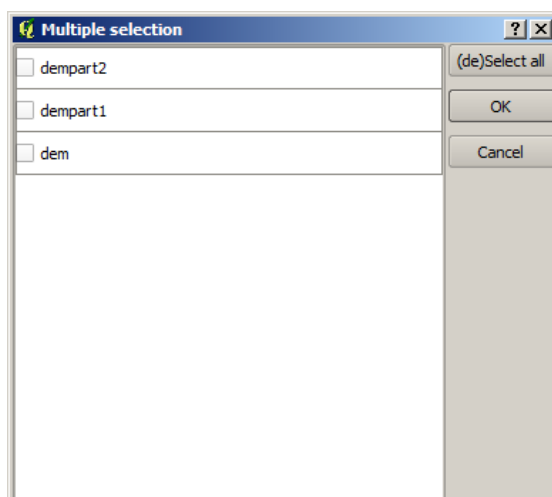 Multiple selection
dempart2
dempart1
dem
(de)Select all
OK
Cancel